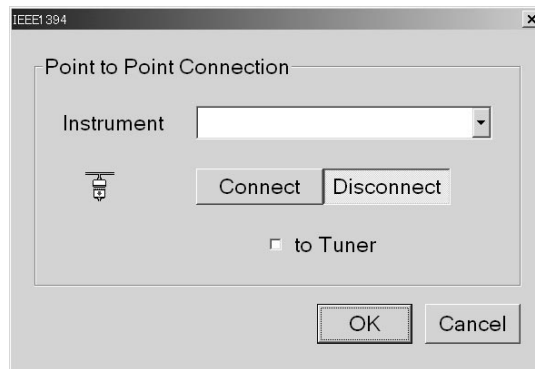 IEEE1394
Point to Point Connection
Instrument
Connect Disconnect
to Tuner
OK Cancel